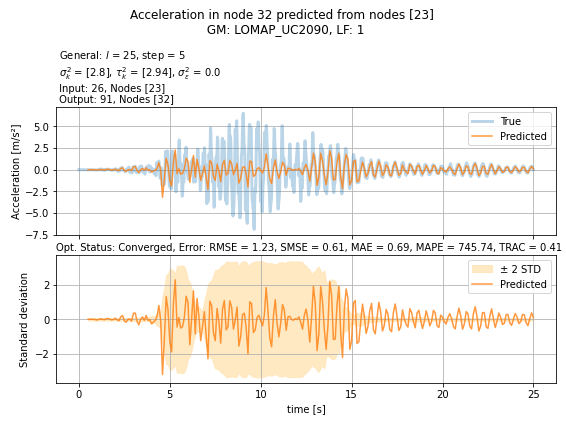 Acceleration in node 32 predicted from nodes [23]
GM: LOMAP_UC2090, LF: 1
General: l = 25, step = 5
σ²ₖ = [2.8], τ²ₖ = [2.94], σ²ε = 0.0
Input: 26, Nodes [23]
Output: 91, Nodes [32]
Acceleration [m/s²]
5.0
2.5
0.0
−2.5
−5.0
−7.5
True
Predicted
Opt. Status: Converged, Error: RMSE = 1.23, SMSE = 0.61, MAE = 0.69, MAPE = 745.74, TRAC = 0.41
Standard deviation
2
0
−2
± 2 STD
Predicted
0
5
10
15
20
25
time [s]